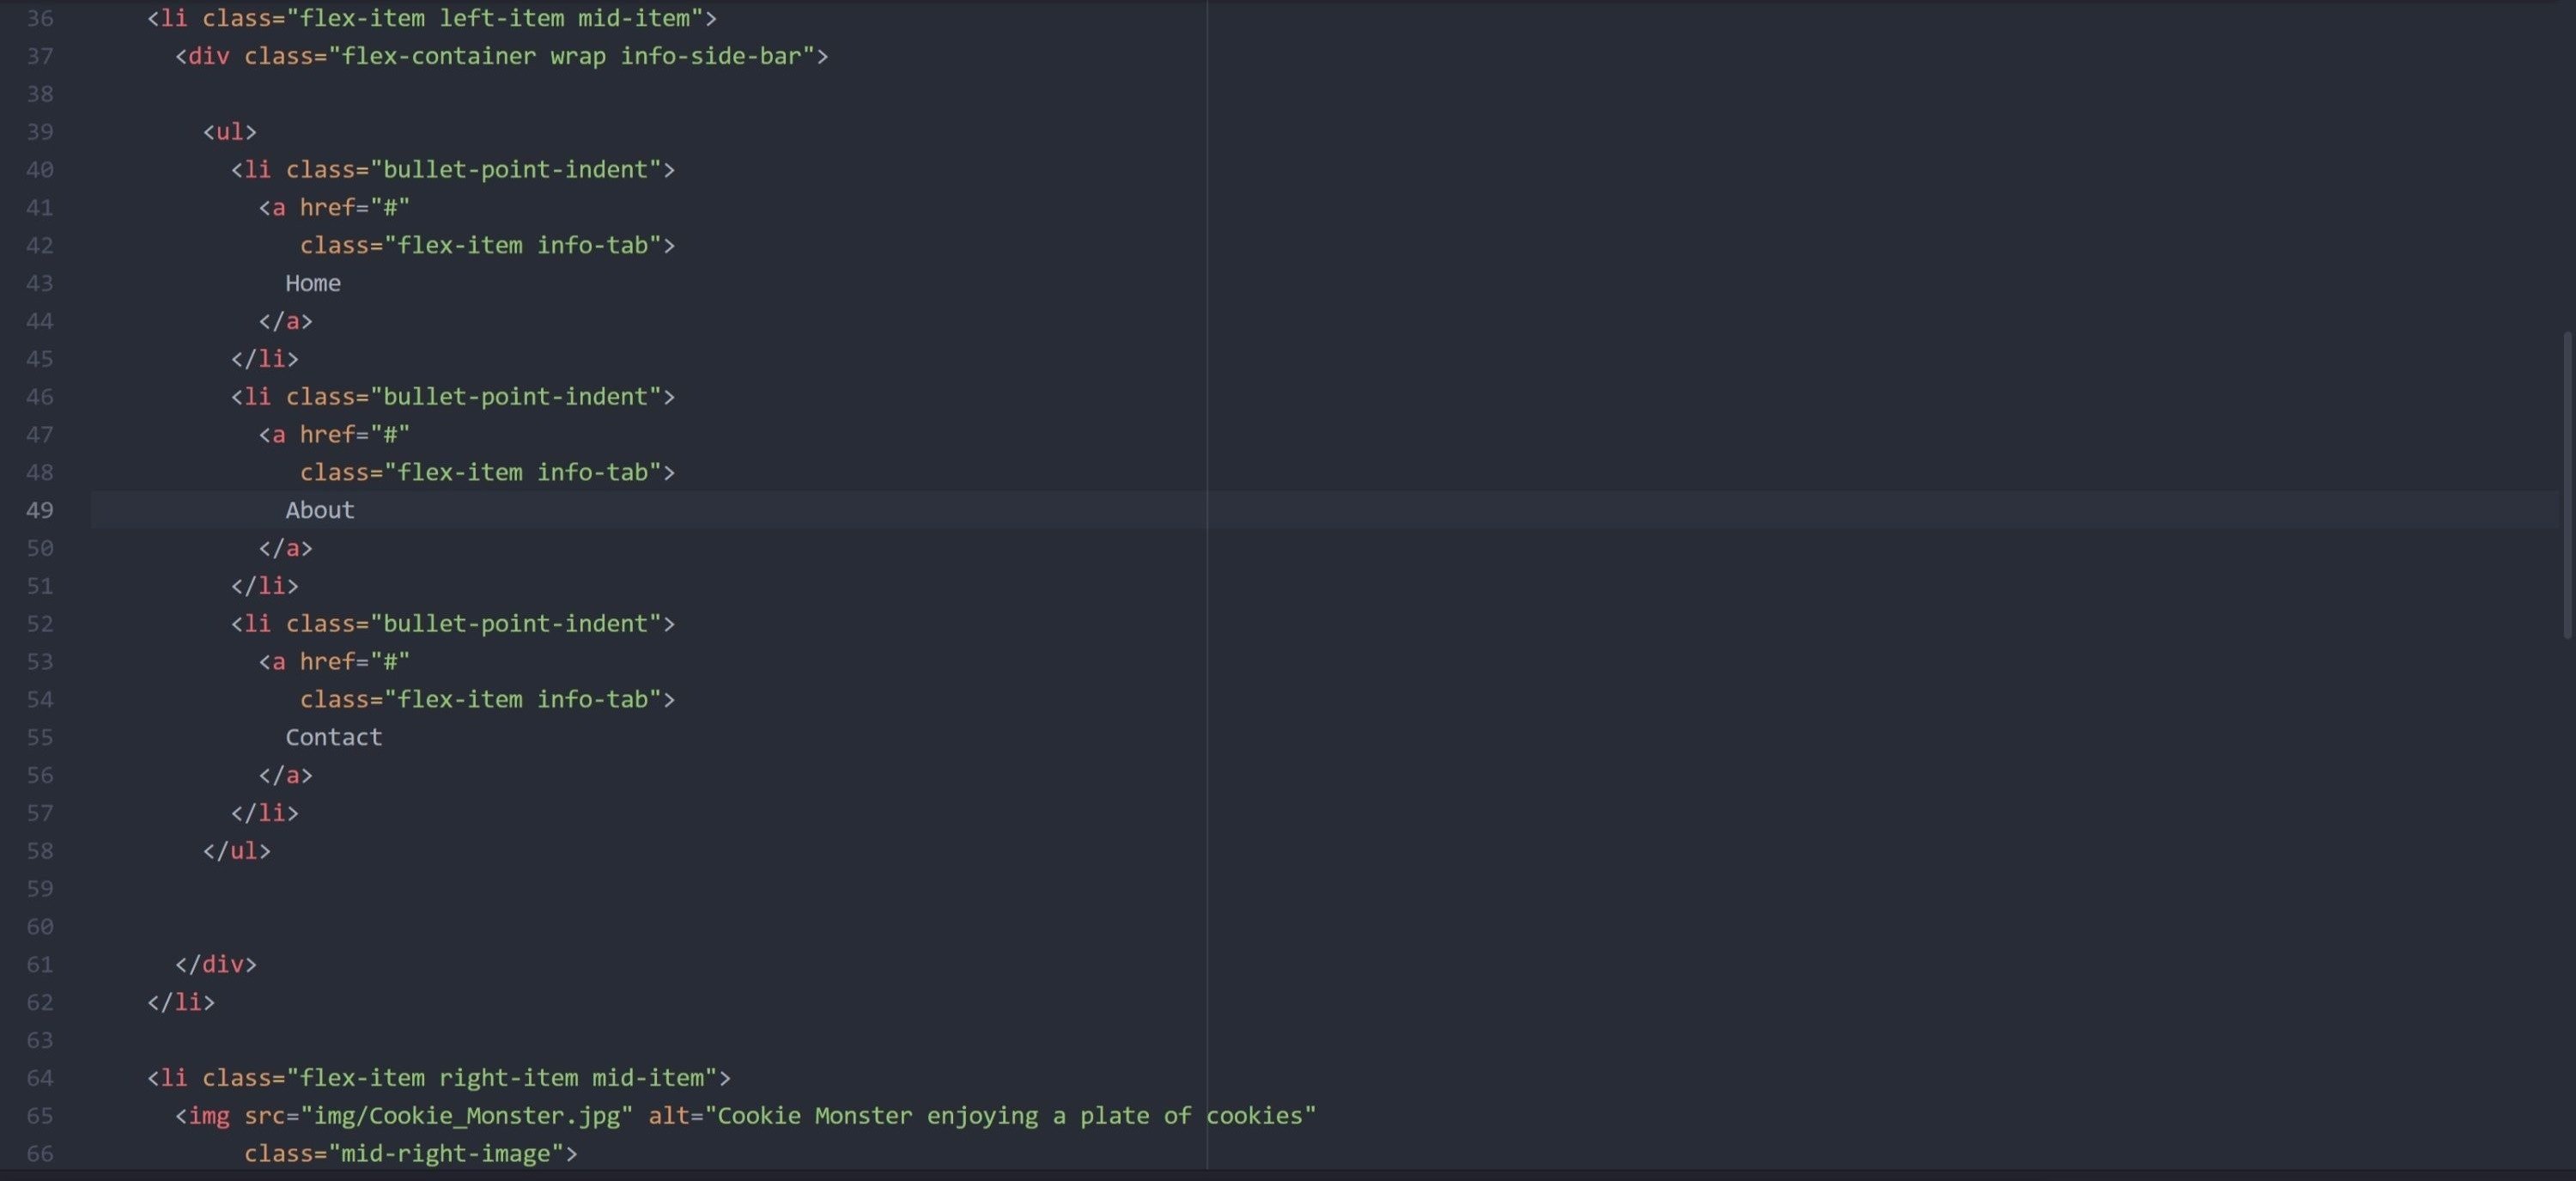 36 <li class="flex-item left-item mid-item">
37 <div class="flex-container wrap info-side-bar">
38
39 <ul>
40 <li class="bullet-point-indent">
41 <a href="#"
42 class="flex-item info-tab">
43 Home
44 </a>
45 </li>
46 <li class="bullet-point-indent">
47 <a href="#"
48 class="flex-item info-tab">
49 About
50 </a>
51 </li>
52 <li class="bullet-point-indent">
53 <a href="#"
54 class="flex-item info-tab">
55 Contact
56 </a>
57 </li>
58 </ul>
59
60
61 </div>
62 </li>
63
64 <li class="flex-item right-item mid-item">
65 <img src="img/Cookie_Monster.jpg" alt="Cookie Monster enjoying a plate of cookies"
66 class="mid-right-image">